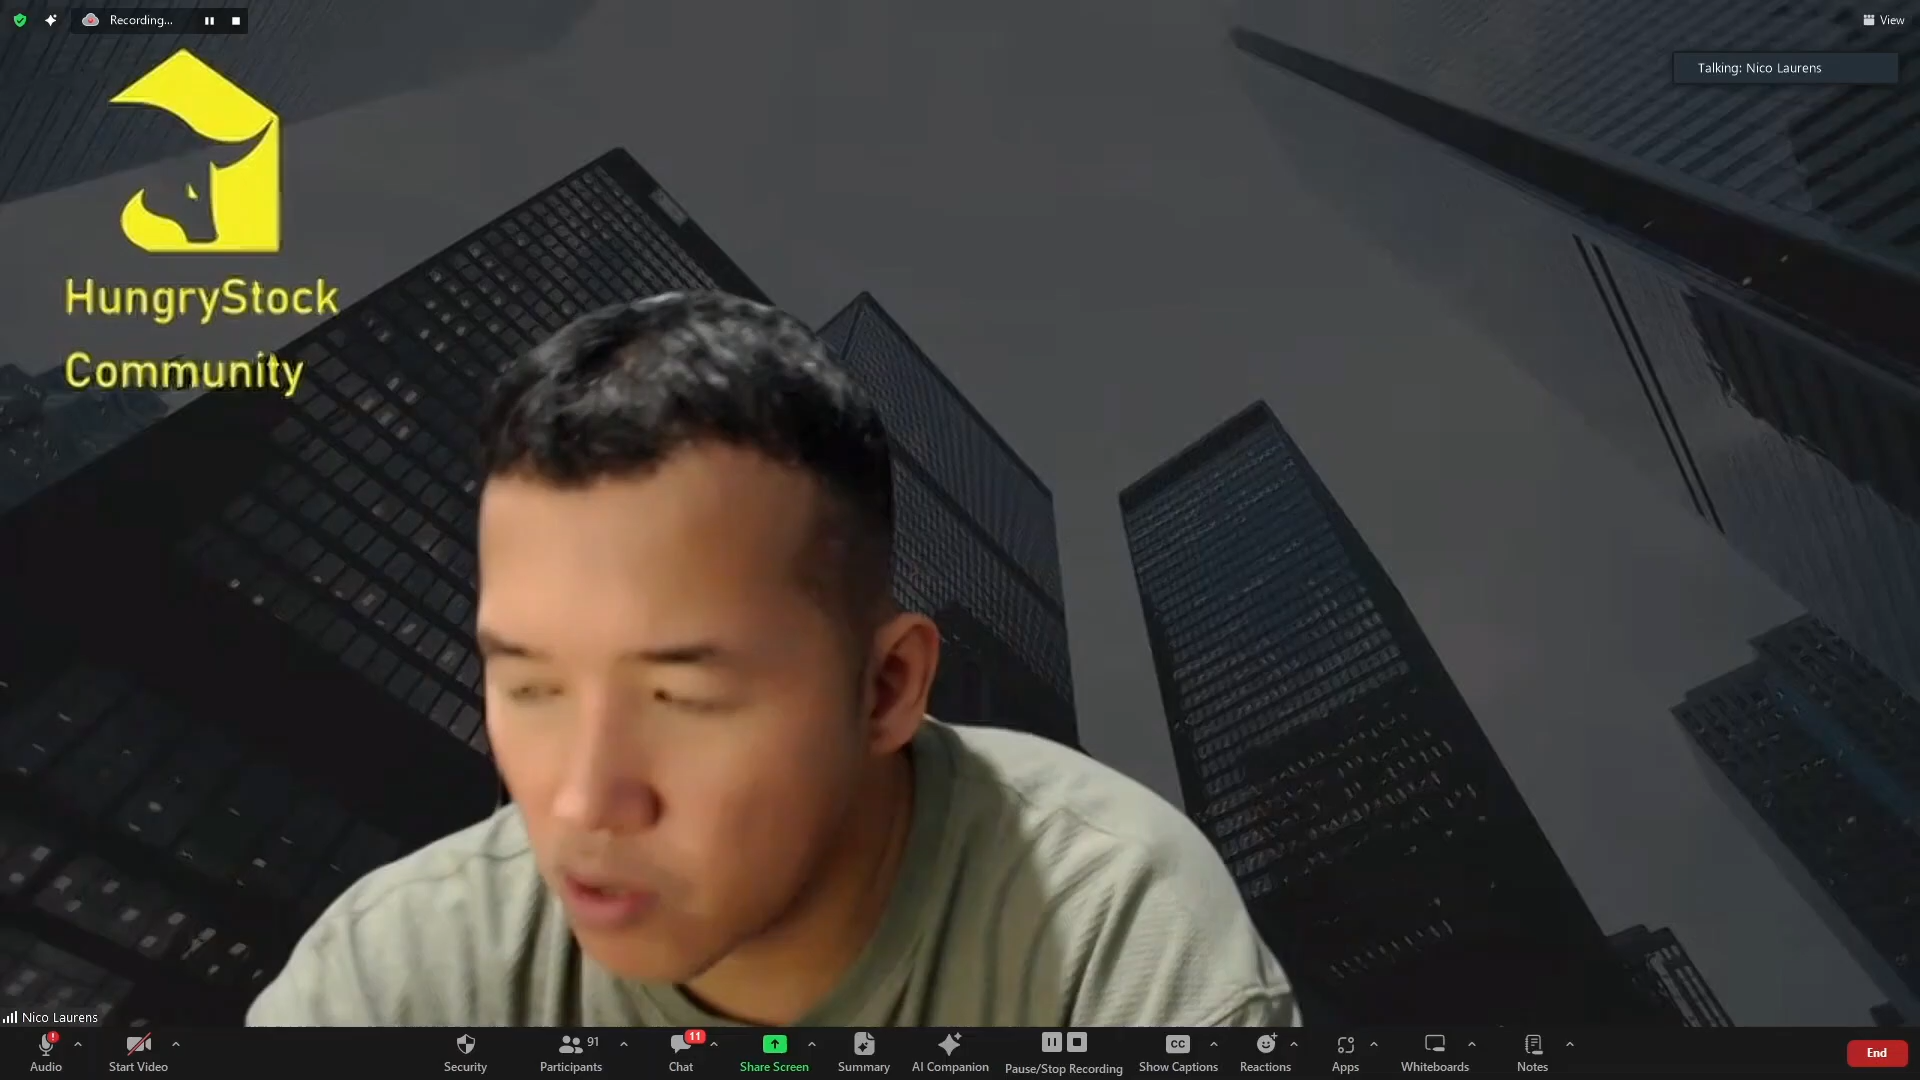 Recording...
View
Talking: Nico Laurens
HungryStock
Community
Nico Laurens
Audio
Start Video
Security
91
Participants
11
Chat
Share Screen
Summary
AI Companion
Pause/Stop Recording
CC
Show Captions
Reactions
Apps
Whiteboards
Notes
End